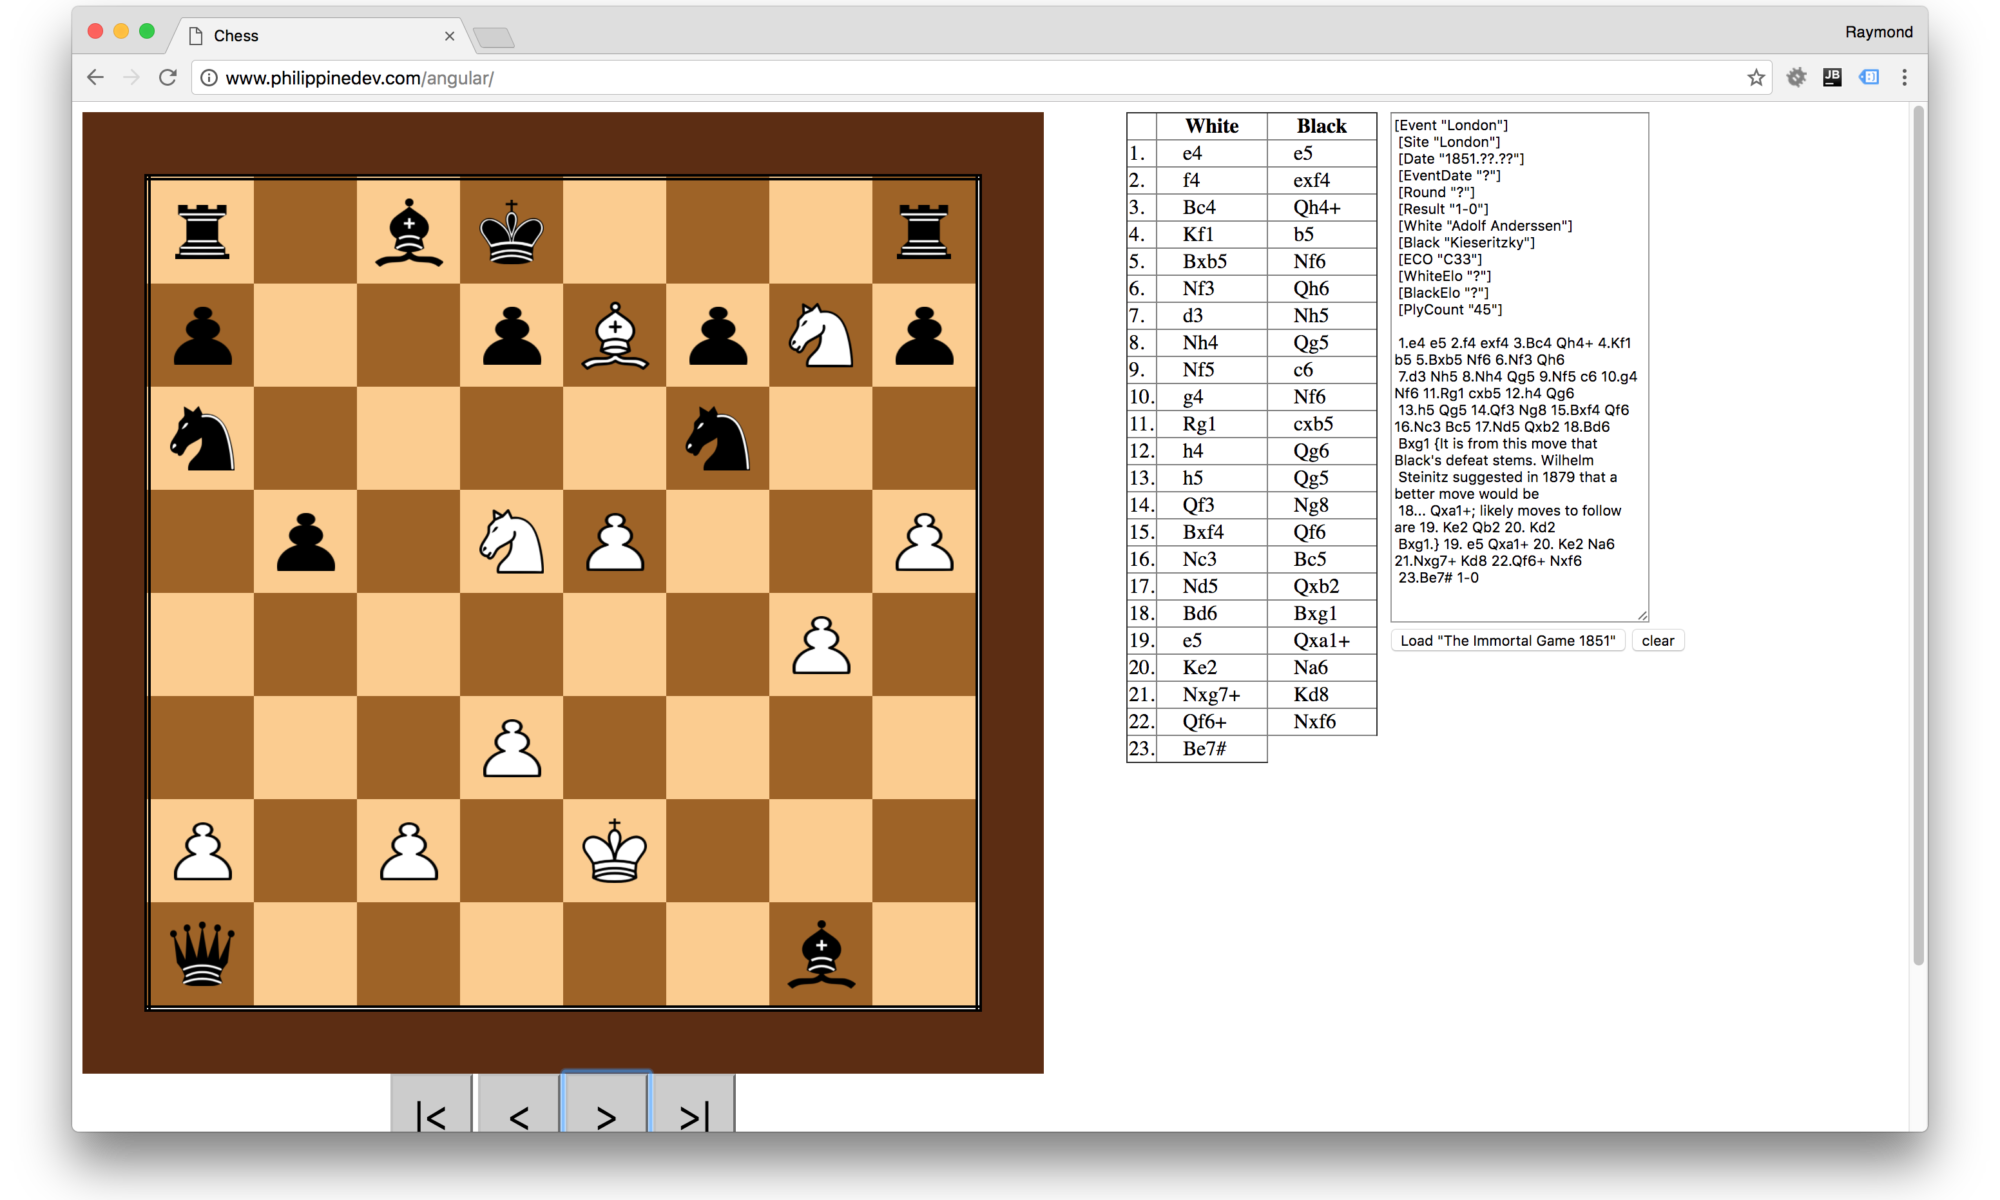 Chess
Raymond
www.philippinedev.com/angular/
JB
White Black
1. e4 e5
2. f4 exf4
3. Bc4 Qh4+
4. Kf1 b5
5. Bxb5 Nf6
6. Nf3 Qh6
7. d3 Nh5
8. Nh4 Qg5
9. Nf5 c6
10. g4 Nf6
11. Rg1 cxb5
12. h4 Qg6
13. h5 Qg5
14. Qf3 Ng8
15. Bxf4 Qf6
16. Nc3 Bc5
17. Nd5 Qxb2
18. Bd6 Bxg1
19. e5 Qxa1+
20. Ke2 Na6
21. Nxg7+ Kd8
22. Qf6+ Nxf6
23. Be7#
[Event "London"]
[Site "London"]
[Date "1851.??.??"]
[EventDate "?"]
[Round "?"]
[Result "1-0"]
[White "Adolf Anderssen"]
[Black "Kieseritzky"]
[ECO "C33"]
[WhiteElo "?"]
[BlackElo "?"]
[PlyCount "45"]
1.e4 e5 2.f4 exf4 3.Bc4 Qh4+ 4.Kf1
b5 5.Bxb5 Nf6 6.Nf3 Qh6
7.d3 Nh5 8.Nh4 Qg5 9.Nf5 c6 10.g4
Nf6 11.Rg1 cxb5 12.h4 Qg6
13.h5 Qg5 14.Qf3 Ng8 15.Bxf4 Qf6
16.Nc3 Bc5 17.Nd5 Qxb2 18.Bd6
Bxg1 {It is from this move that
Black's defeat stems. Wilhelm
Steinitz suggested in 1879 that a
better move would be
18... Qxa1+; likely moves to follow
are 19. Ke2 Qb2 20. Kd2
Bxg1.} 19. e5 Qxa1+ 20. Ke2 Na6
21.Nxg7+ Kd8 22.Qf6+ Nxf6
23.Be7# 1-0
Load "The Immortal Game 1851" clear
|< < > >|